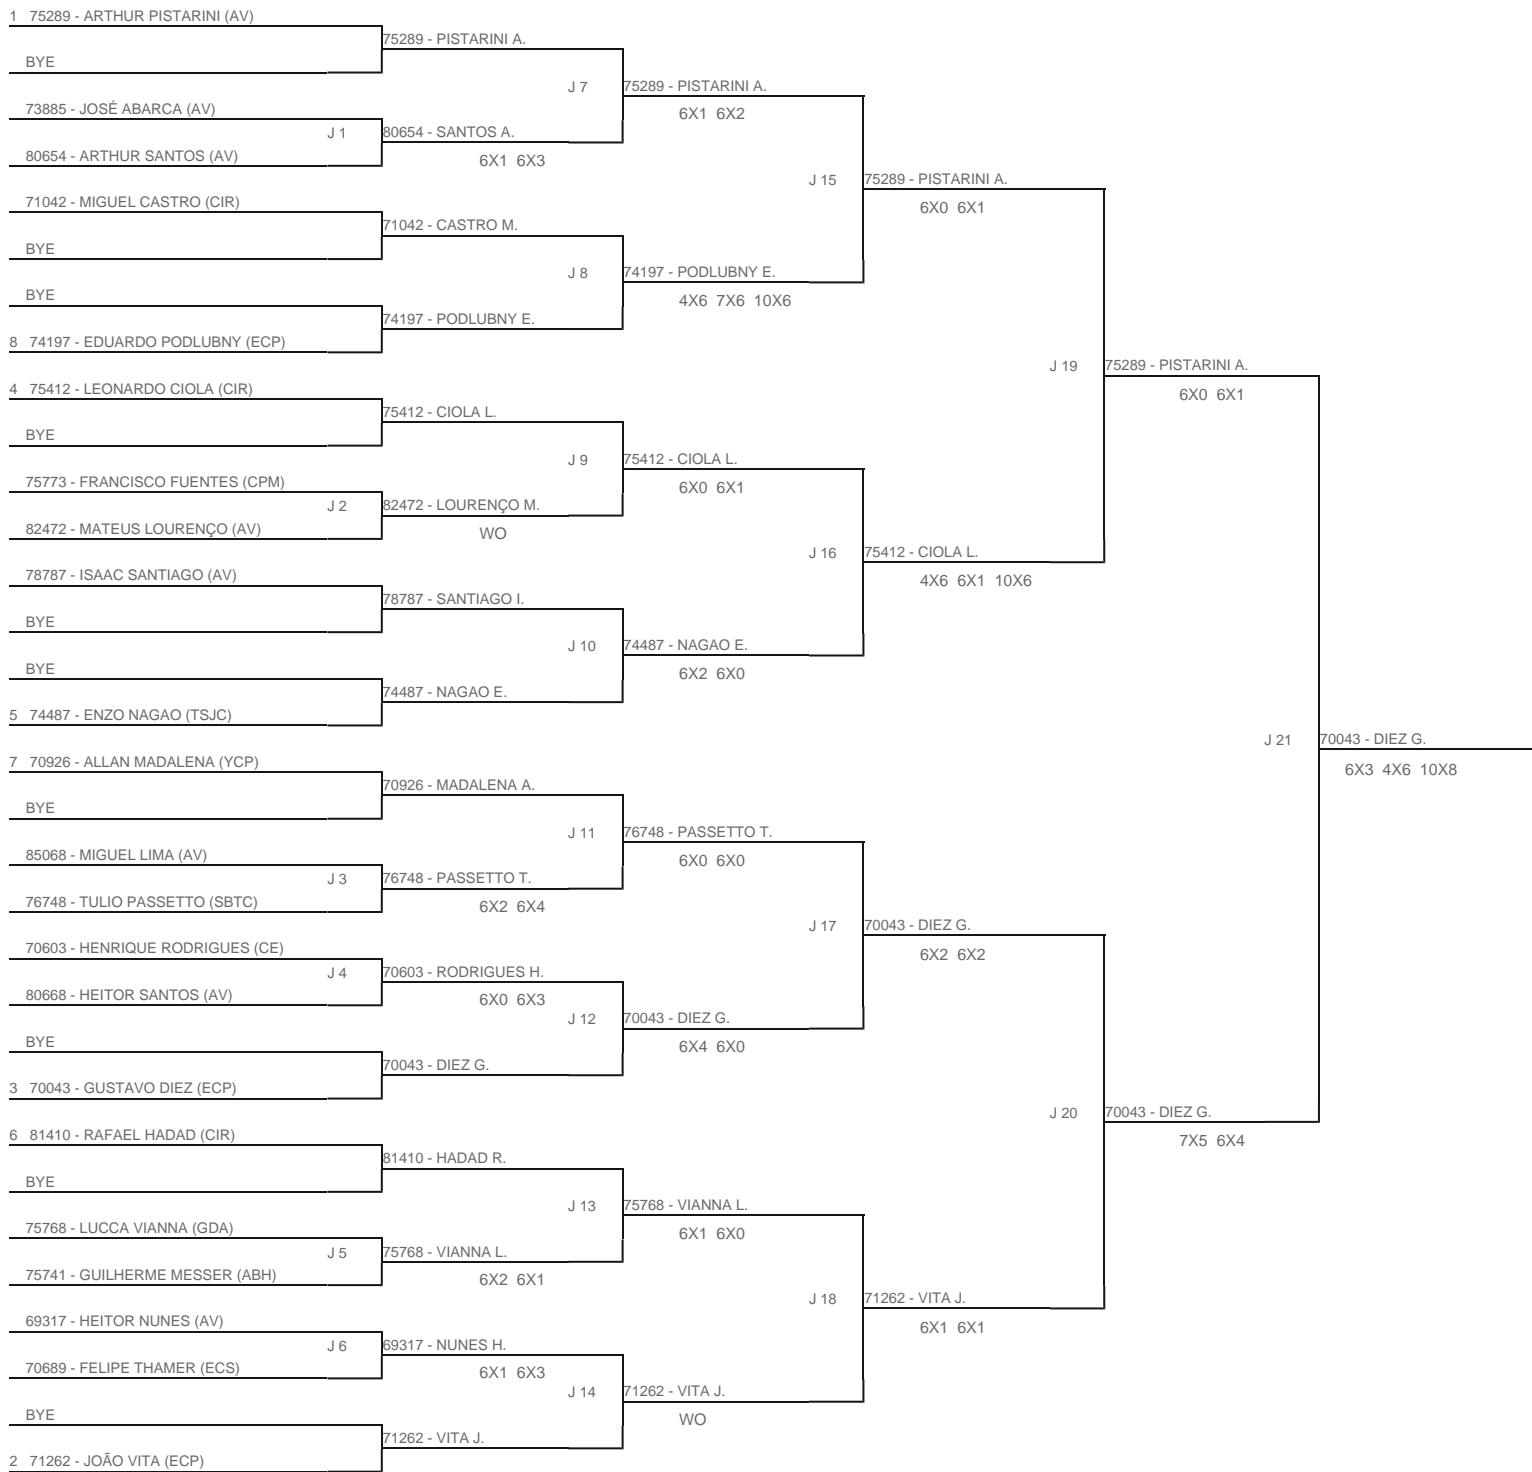 1 75289 - ARTHUR PISTARINI (AV)
75289 - PISTARINI A.
BYE
J 7
75289 - PISTARINI A.
6X1 6X2
73885 - JOSÉ ABARCA (AV)
J 1
80654 - SANTOS A.
6X1 6X3
80654 - ARTHUR SANTOS (AV)
J 15
75289 - PISTARINI A.
6X0 6X1
71042 - MIGUEL CASTRO (CIR)
71042 - CASTRO M.
BYE
J 8
74197 - PODLUBNY E.
4X6 7X6 10X6
BYE
74197 - PODLUBNY E.
8 74197 - EDUARDO PODLUBNY (ECP)
J 19
75289 - PISTARINI A.
6X0 6X1
4 75412 - LEONARDO CIOLA (CIR)
75412 - CIOLA L.
BYE
J 9
75412 - CIOLA L.
6X0 6X1
75773 - FRANCISCO FUENTES (CPM)
J 2
82472 - LOURENÇO M.
WO
82472 - MATEUS LOURENÇO (AV)
J 16
75412 - CIOLA L.
4X6 6X1 10X6
78787 - ISAAC SANTIAGO (AV)
78787 - SANTIAGO I.
BYE
J 10
74487 - NAGAO E.
6X2 6X0
BYE
74487 - NAGAO E.
5 74487 - ENZO NAGAO (TSJC)
J 21
70043 - DIEZ G.
6X3 4X6 10X8
7 70926 - ALLAN MADALENA (YCP)
70926 - MADALENA A.
BYE
J 11
76748 - PASSETTO T.
6X0 6X0
85068 - MIGUEL LIMA (AV)
J 3
76748 - PASSETTO T.
6X2 6X4
76748 - TULIO PASSETTO (SBTC)
J 17
70043 - DIEZ G.
6X2 6X2
70603 - HENRIQUE RODRIGUES (CE)
J 4
70603 - RODRIGUES H.
6X0 6X3
80668 - HEITOR SANTOS (AV)
J 12
70043 - DIEZ G.
6X4 6X0
BYE
70043 - DIEZ G.
3 70043 - GUSTAVO DIEZ (ECP)
J 20
70043 - DIEZ G.
7X5 6X4
6 81410 - RAFAEL HADAD (CIR)
81410 - HADAD R.
BYE
J 13
75768 - VIANNA L.
6X1 6X0
75768 - LUCCA VIANNA (GDA)
J 5
75768 - VIANNA L.
6X2 6X1
75741 - GUILHERME MESSER (ABH)
J 18
71262 - VITA J.
6X1 6X1
69317 - HEITOR NUNES (AV)
J 6
69317 - NUNES H.
6X1 6X3
70689 - FELIPE THAMER (ECS)
J 14
71262 - VITA J.
WO
BYE
71262 - VITA J.
2 71262 - JOÃO VITA (ECP)